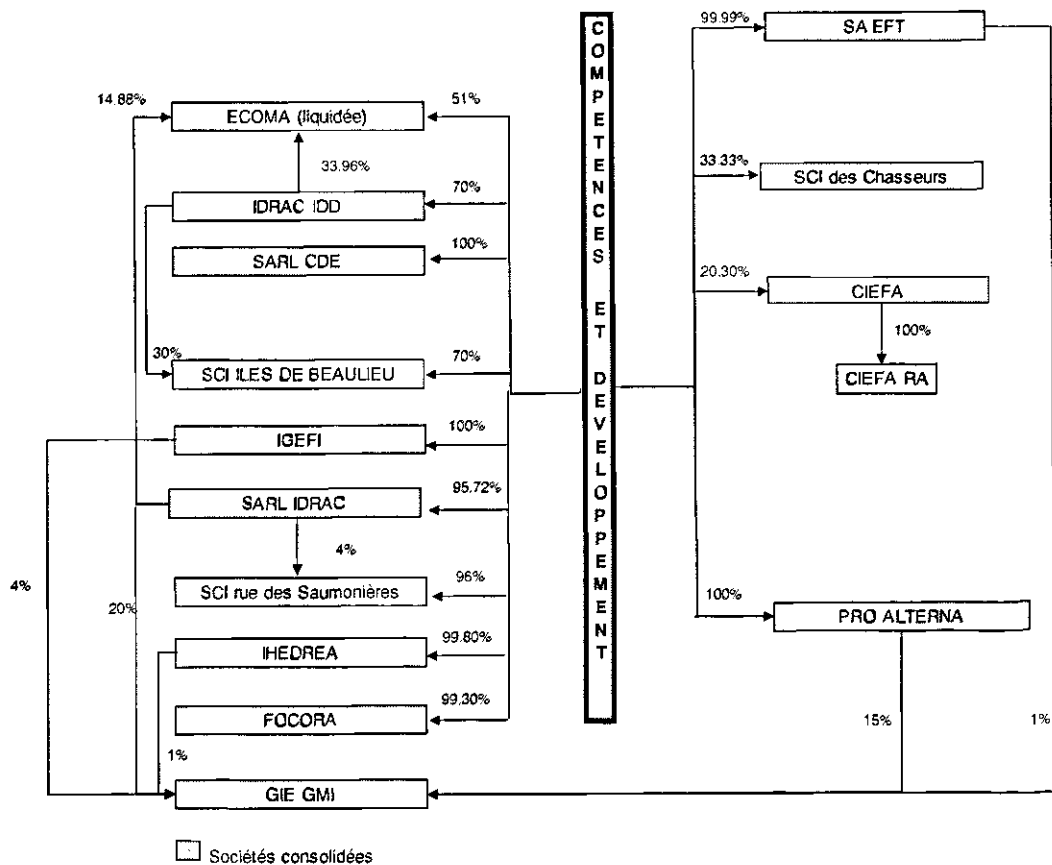 99.99%
SA EFT
14.88%
51%
ECOMA (liquidée)
33.96%
33.33%
SCI des Chasseurs
70%
IDRAC IDD
100%
SARL CDE
20.30%
CIEFA
100%
30%
70%
SCI ILES DE BEAULIEU
CIEFA RA
100%
IGEFI
95.72%
SARL IDRAC
4%
4%
96%
SCI rue des Saumonières
20%
100%
PRO ALTERNA
99.80%
IHEDREA
99.30%
FOCORA
15%
1%
1%
GIE GMI
COMPETENCES ET DEVELOPPEMENT
Sociétés consolidées